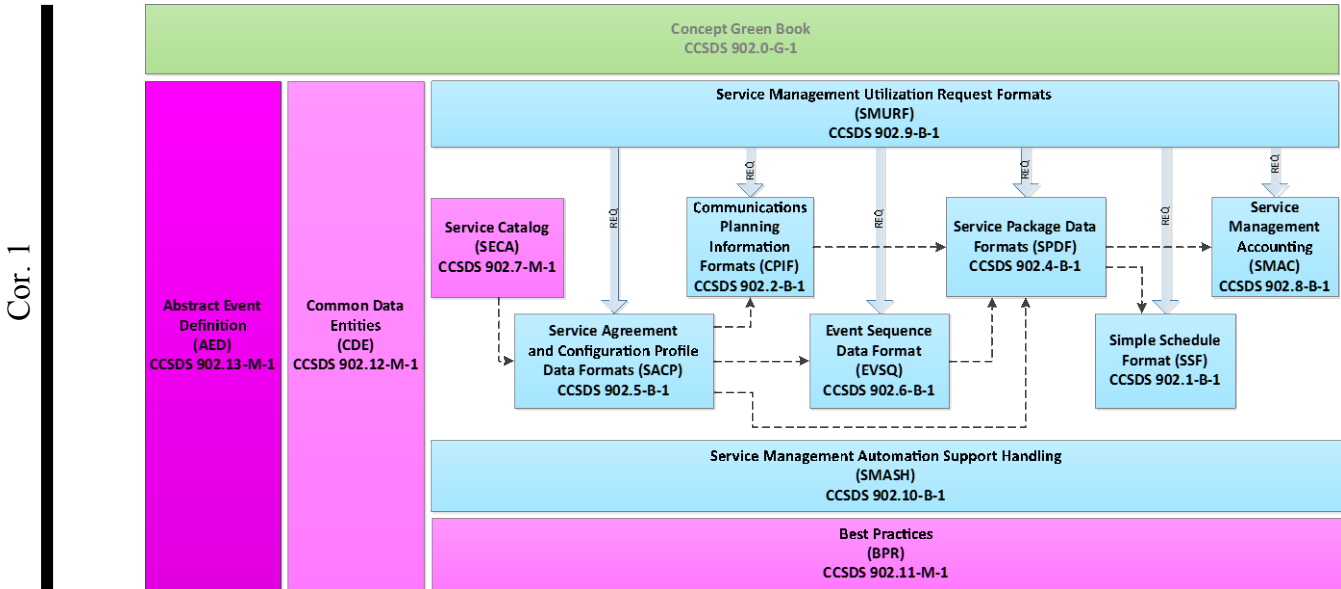 Cor. 1
Concept Green Book
CCSDS 902.0-G-1
Abstract Event
Definition
(AED)
CCSDS 902.13-M-1
Common Data
Entities
(CDE)
CCSDS 902.12-M-1
Service Management Utilization Request Formats
(SMURF)
CCSDS 902.9-B-1
REQ
REQ
REQ
REQ
REQ
REQ
Service Catalog
(SECA)
CCSDS 902.7-M-1
Communications
Planning
Information
Formats (CPIF)
CCSDS 902.2-B-1
Service Package Data
Formats (SPDF)
CCSDS 902.4-B-1
Service
Management
Accounting
(SMAC)
CCSDS 902.8-B-1
Service Agreement
and Configuration Profile
Data Formats (SACP)
CCSDS 902.5-B-1
Event Sequence
Data Format
(EVSQ)
CCSDS 902.6-B-1
Simple Schedule
Format (SSF)
CCSDS 902.1-B-1
Service Management Automation Support Handling
(SMASH)
CCSDS 902.10-B-1
Best Practices
(BPR)
CCSDS 902.11-M-1